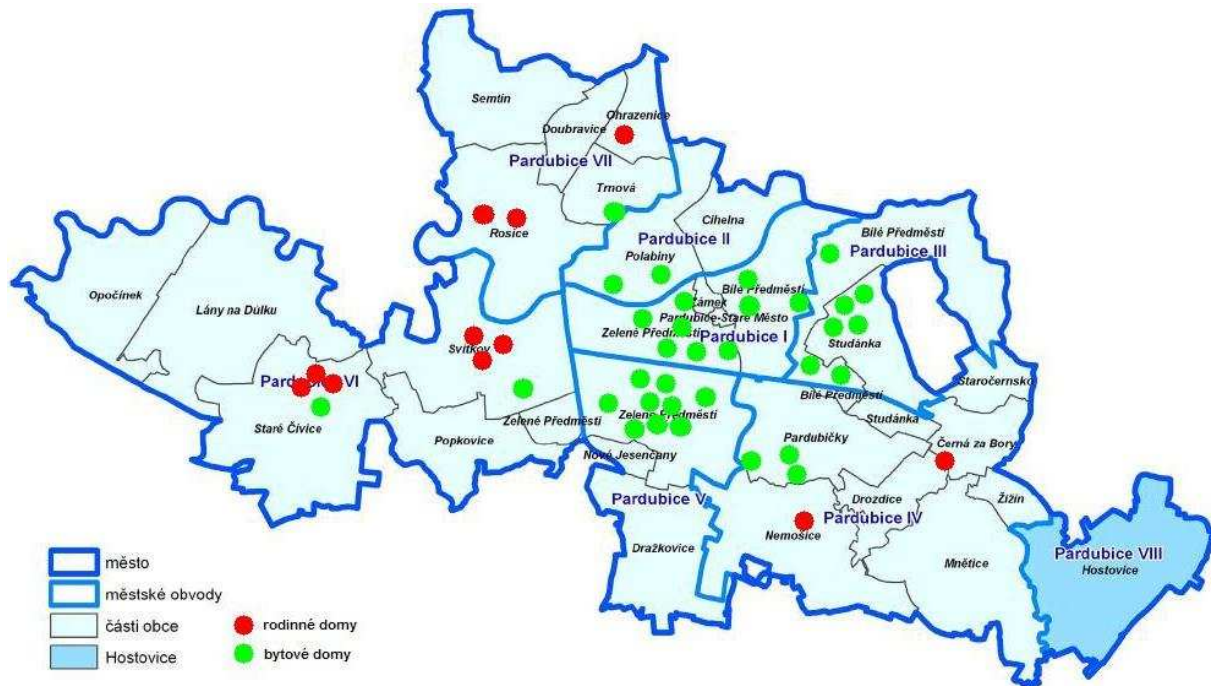 Semtín
Ohrazenice
Doubravice
Pardubice VII
Trnová
Cihelna
Rosice
Bílé Předměstí
Pardubice II
Pardubice III
Polabiny
Opočínek
Lány na Důlku
Bílé Předměstí
Zámek
Pardubice-Staré Město
Zelené Předměstí
Pardubice I
Svítkov
Studánka
Pardubice VI
Staročernsko
Bílé Předměstí
Staré Čívice
Zelené Předměstí
Zelené Předměstí
Studánka
Popkovice
Pardubičky
Černá za Bory
Nové Jesenčany
Pardubice V
Drozdice
Žižín
Nemošice
Pardubice IV
Dražkovice
Mnětice
Pardubice VIII
Hostovice
město
městské obvody
části obce
Hostovice
rodinné domy
bytové domy